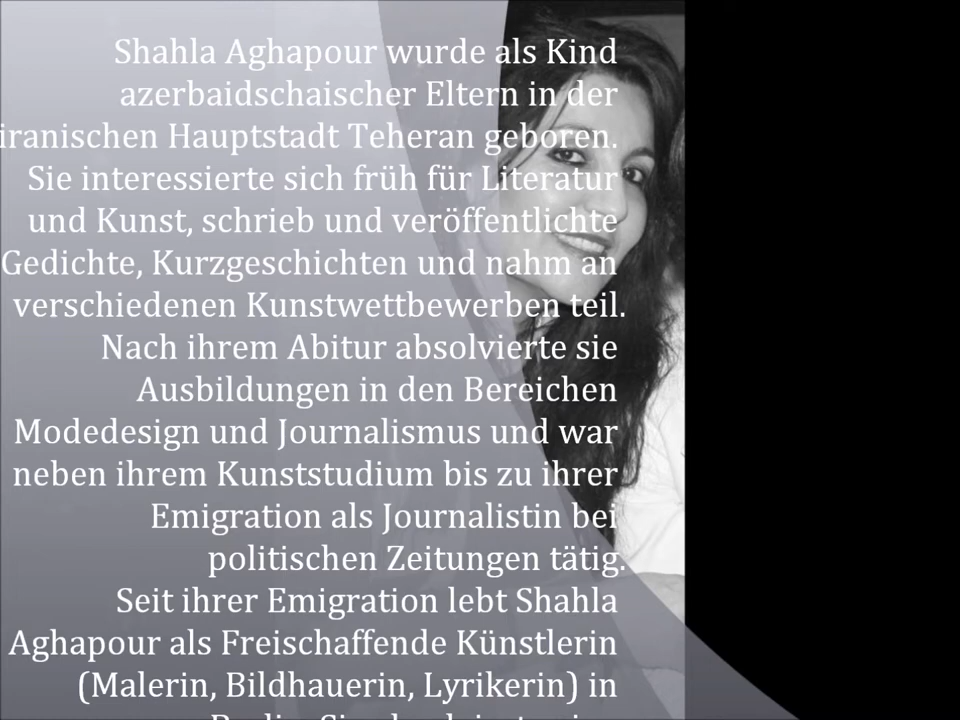 Shahla Aghapour wurde als Kind
azerbaidschaischer Eltern in der
iranischen Hauptstadt Teheran geboren.
Sie interessierte sich früh für Literatur
und Kunst, schrieb und veröffentlichte
Gedichte, Kurzgeschichten und nahm an
verschiedenen Kunstwettbewerben teil.
Nach ihrem Abitur absolvierte sie
Ausbildungen in den Bereichen
Modedesign und Journalismus und war
neben ihrem Kunststudium bis zu ihrer
Emigration als Journalistin bei
politischen Zeitungen tätig.
Seit ihrer Emigration lebt Shahla
Aghapour als Freischaffende Künstlerin
(Malerin, Bildhauerin, Lyrikerin) in